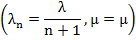 (λₙ = λ/(n + 1), μ = μ)